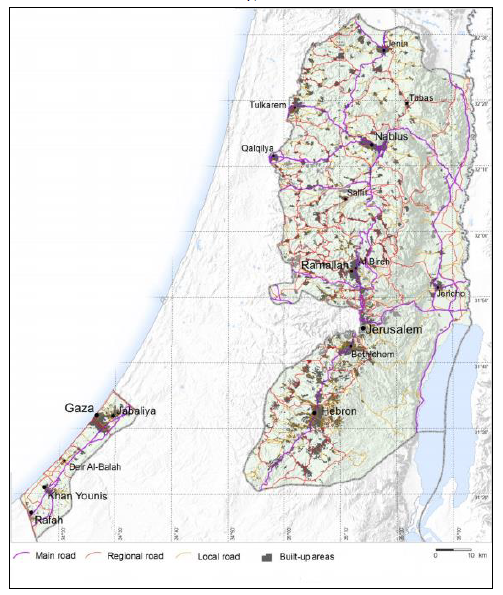 Jenin
Tubas
Tulkarem
Nablus
Qalqiliya
Salfit
Ramallah
Al Bireh
Jericho
Jerusalem
Bethlehem
Gaza
Jabaliya
Hebron
Deir Al-Balah
Khan Younis
Rafah
0 10 km
Main road Regional road Local road Built-up areas